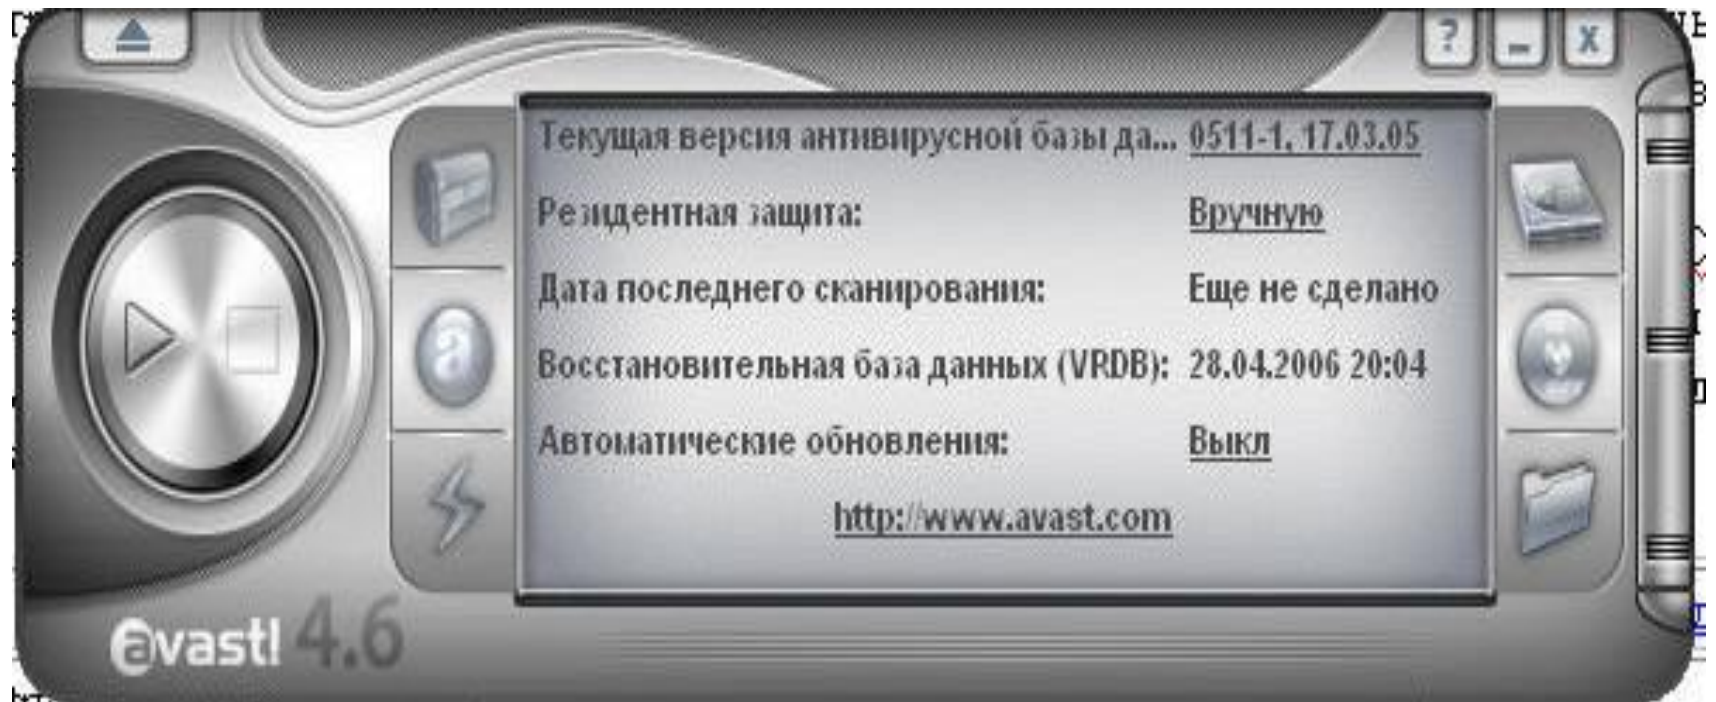 Текущая версия антивирусной базы да... 0511-1, 17.03.05
Резидентная защита: Вручную
Дата последнего сканирования: Еще не сделано
Восстановительная база данных (VRDB): 28.04.2006 20:04
Автоматические обновления: Выкл
http://www.avast.com
avast! 4.6